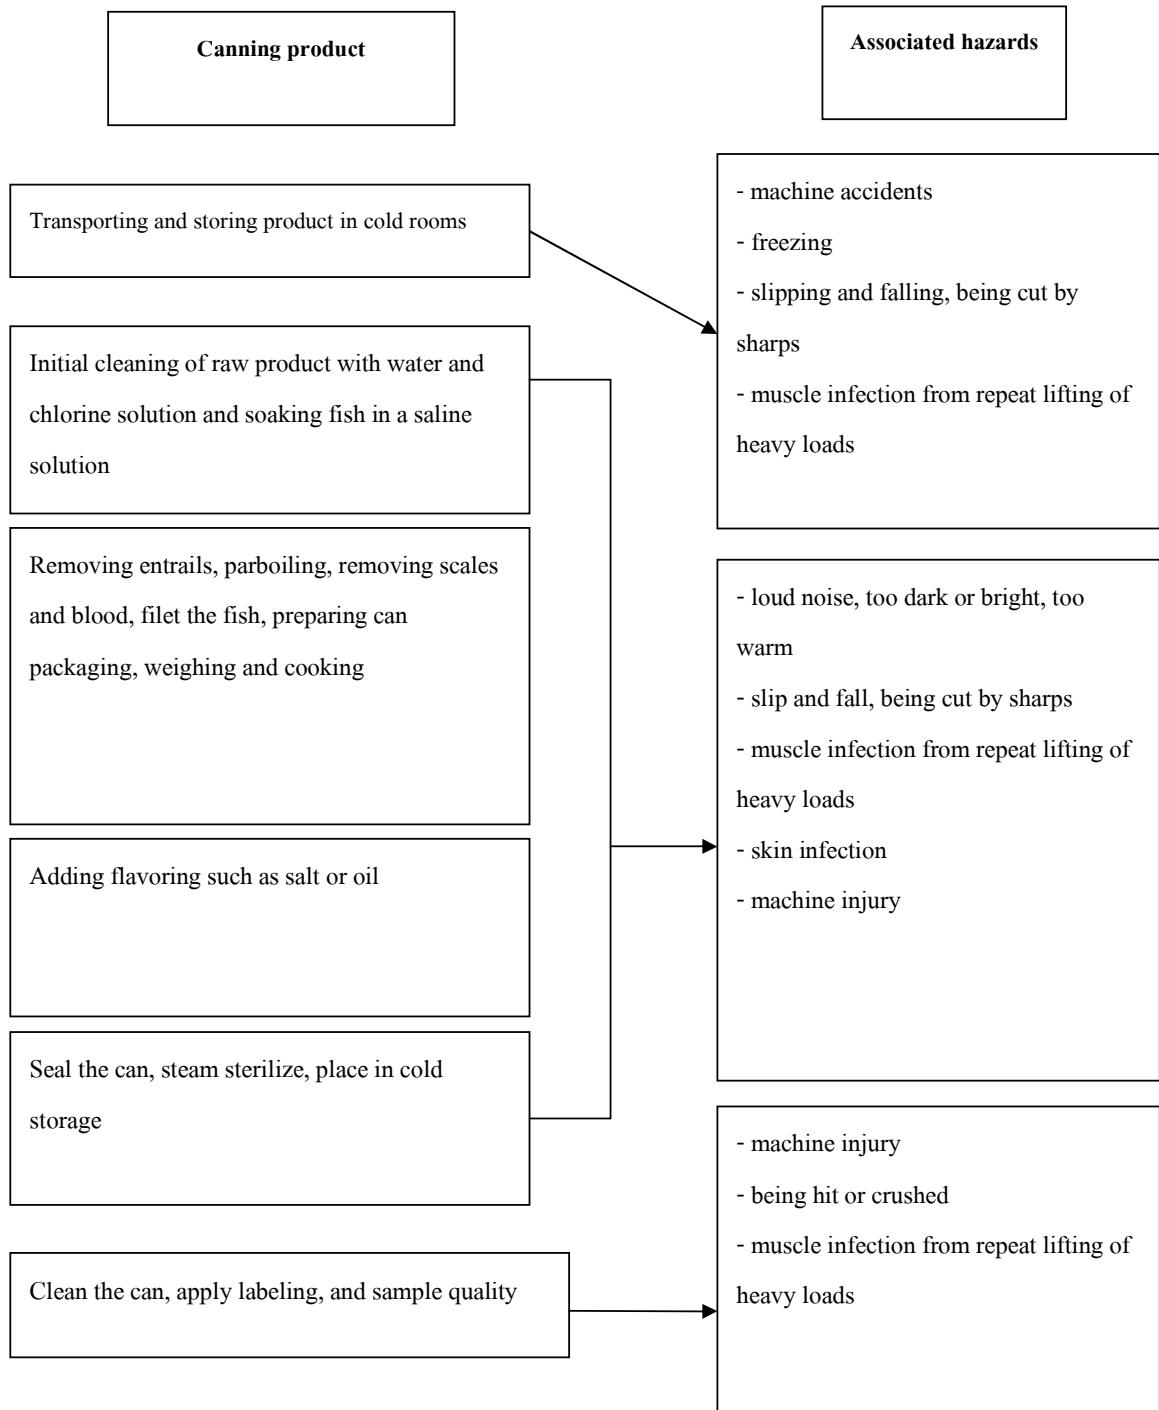 Canning product
Associated hazards
Transporting and storing product in cold rooms
- machine accidents
- freezing
- slipping and falling, being cut by
sharps
- muscle infection from repeat lifting of
heavy loads
Initial cleaning of raw product with water and
chlorine solution and soaking fish in a saline
solution
Removing entrails, parboiling, removing scales
and blood, filet the fish, preparing can
packaging, weighing and cooking
Adding flavoring such as salt or oil
Seal the can, steam sterilize, place in cold
storage
- loud noise, too dark or bright, too
warm
- slip and fall, being cut by sharps
- muscle infection from repeat lifting of
heavy loads
- skin infection
- machine injury
Clean the can, apply labeling, and sample quality
- machine injury
- being hit or crushed
- muscle infection from repeat lifting of
heavy loads